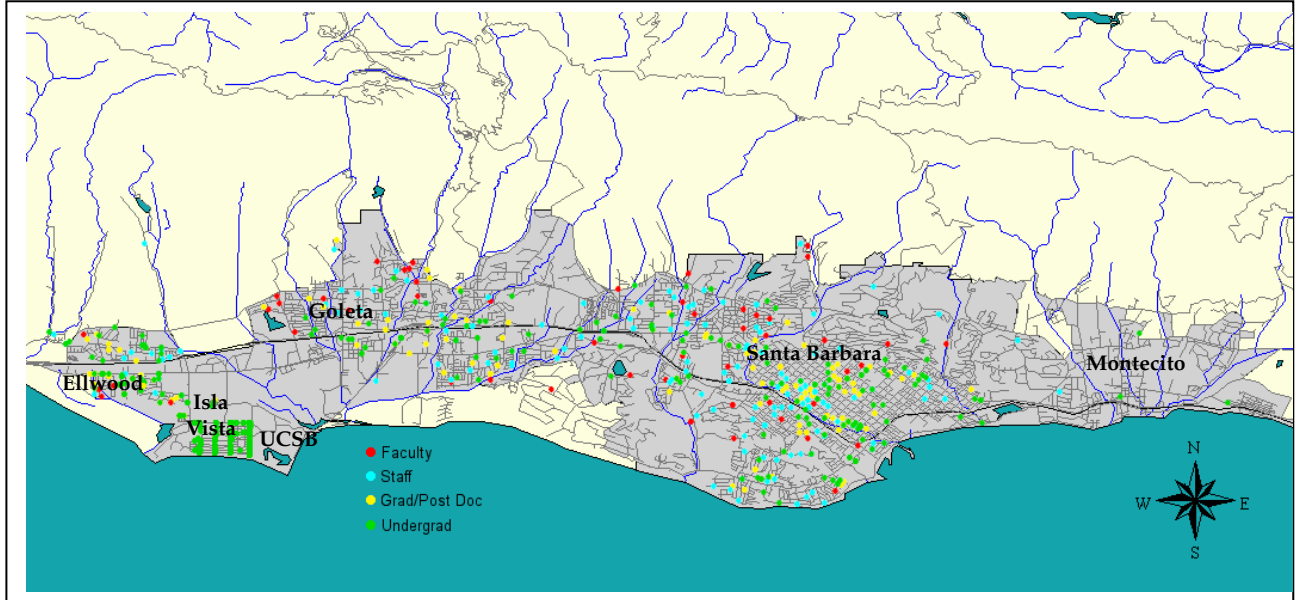 Goleta
Santa Barbara
Montecito
Ellwood
Isla
Vista
UCSB
Faculty
Staff
Grad/Post Doc
Undergrad
N
W
E
S